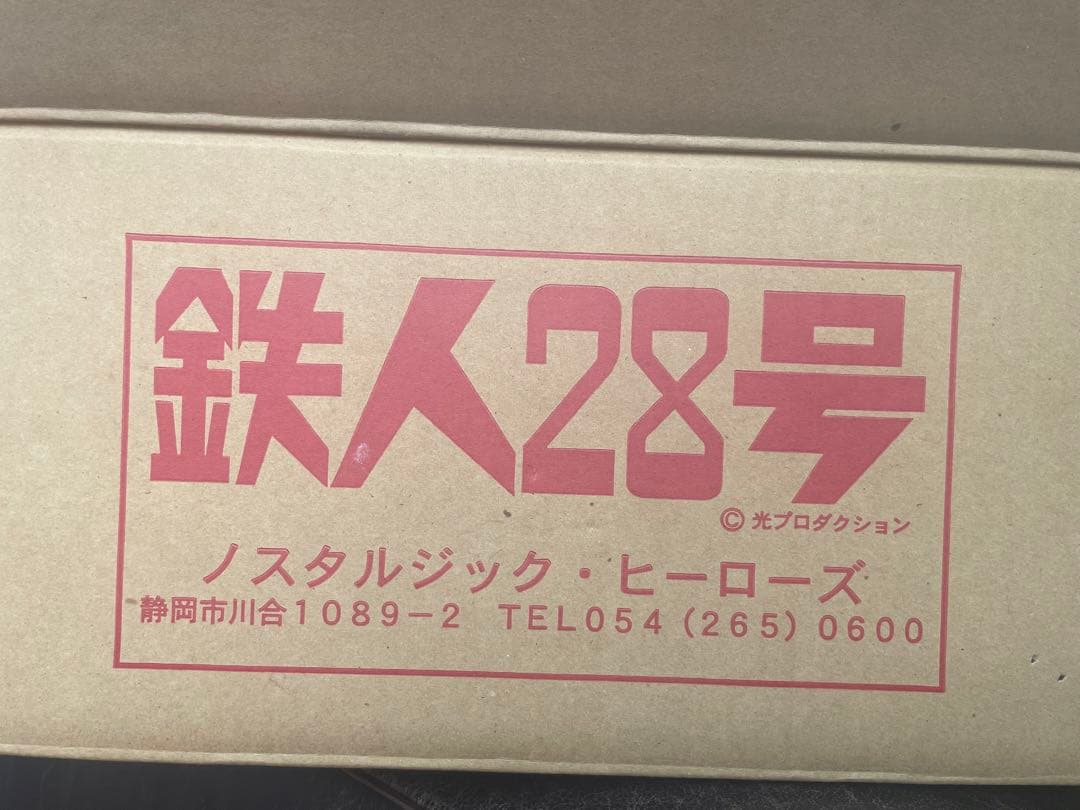 鉄人28号
© 光プロダクション
ノスタルジック・ヒーローズ
静岡市川合1089-2 TEL054(265)0600